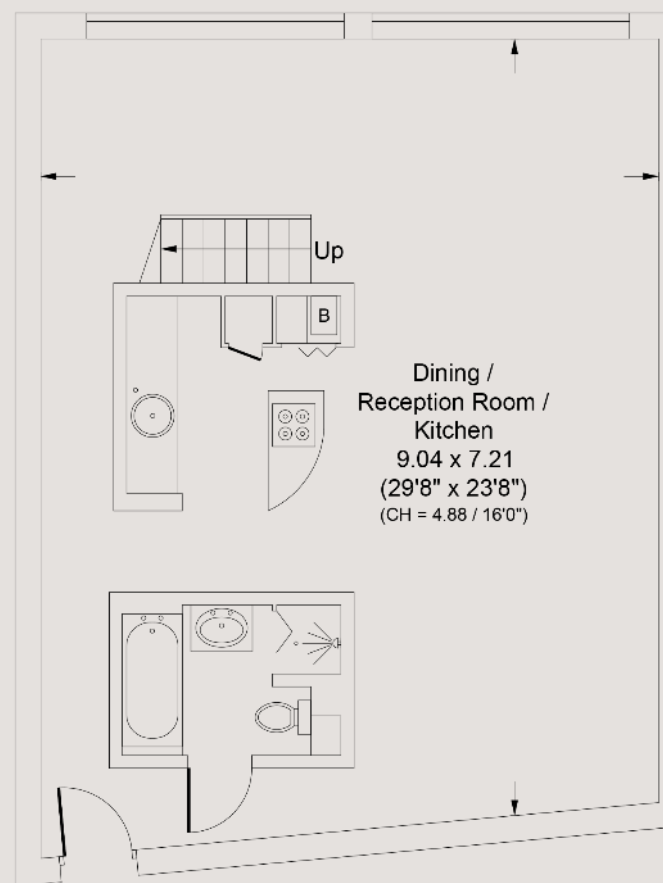 Up
B
Dining /
Reception Room /
Kitchen
9.04 x 7.21
(29'8" x 23'8")
(CH = 4.88 / 16'0")